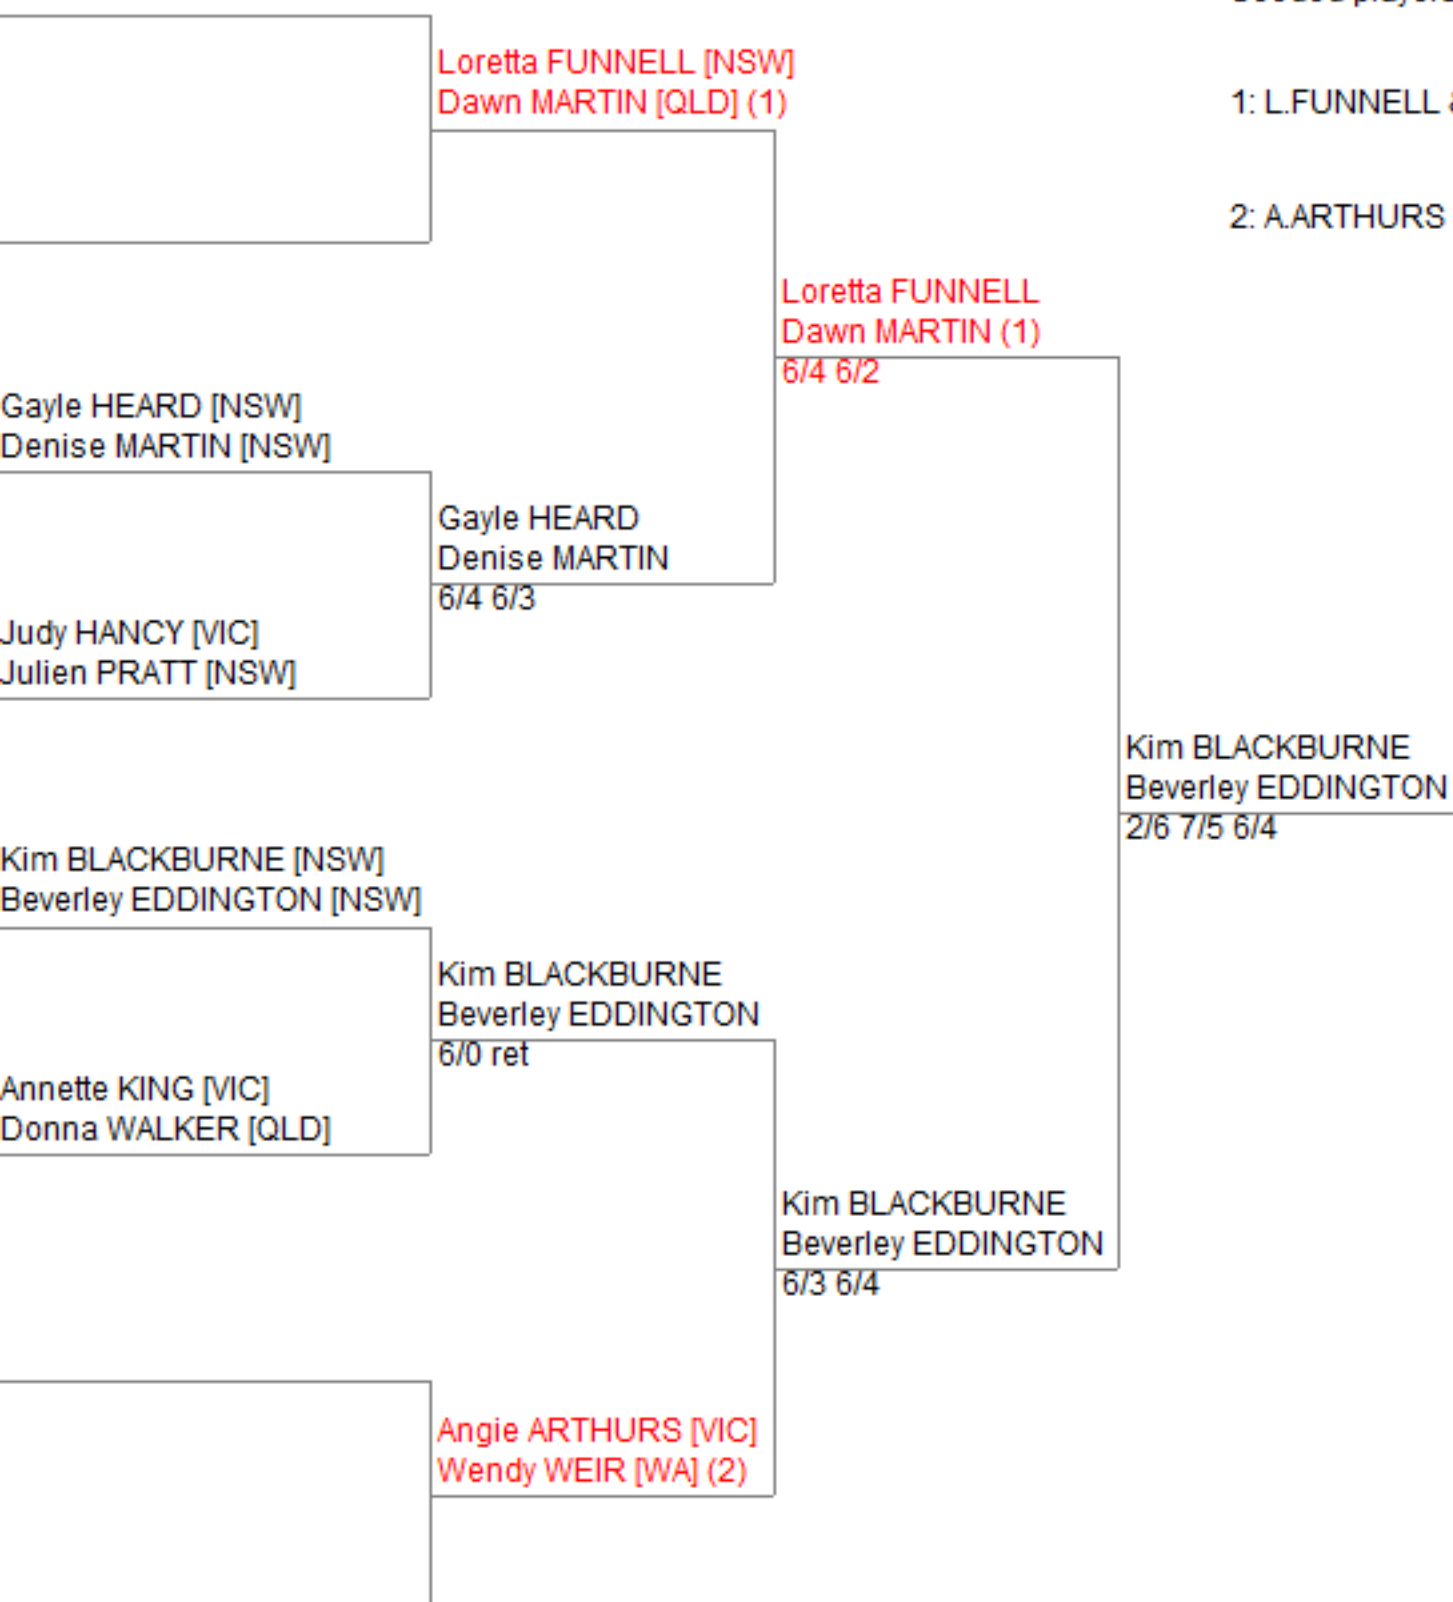 Loretta FUNNELL [NSW]
Dawn MARTIN [QLD] (1)
1: L.FUNNELL
2: A.ARTHURS
Loretta FUNNELL
Dawn MARTIN (1)
6/4 6/2
Gayle HEARD [NSW]
Denise MARTIN [NSW]
Gayle HEARD
Denise MARTIN
6/4 6/3
Judy HANCY [VIC]
Julien PRATT [NSW]
Kim BLACKBURNE
Beverley EDDINGTON
2/6 7/5 6/4
Kim BLACKBURNE [NSW]
Beverley EDDINGTON [NSW]
Kim BLACKBURNE
Beverley EDDINGTON
6/0 ret
Annette KING [VIC]
Donna WALKER [QLD]
Kim BLACKBURNE
Beverley EDDINGTON
6/3 6/4
Angie ARTHURS [VIC]
Wendy WEIR [WA] (2)